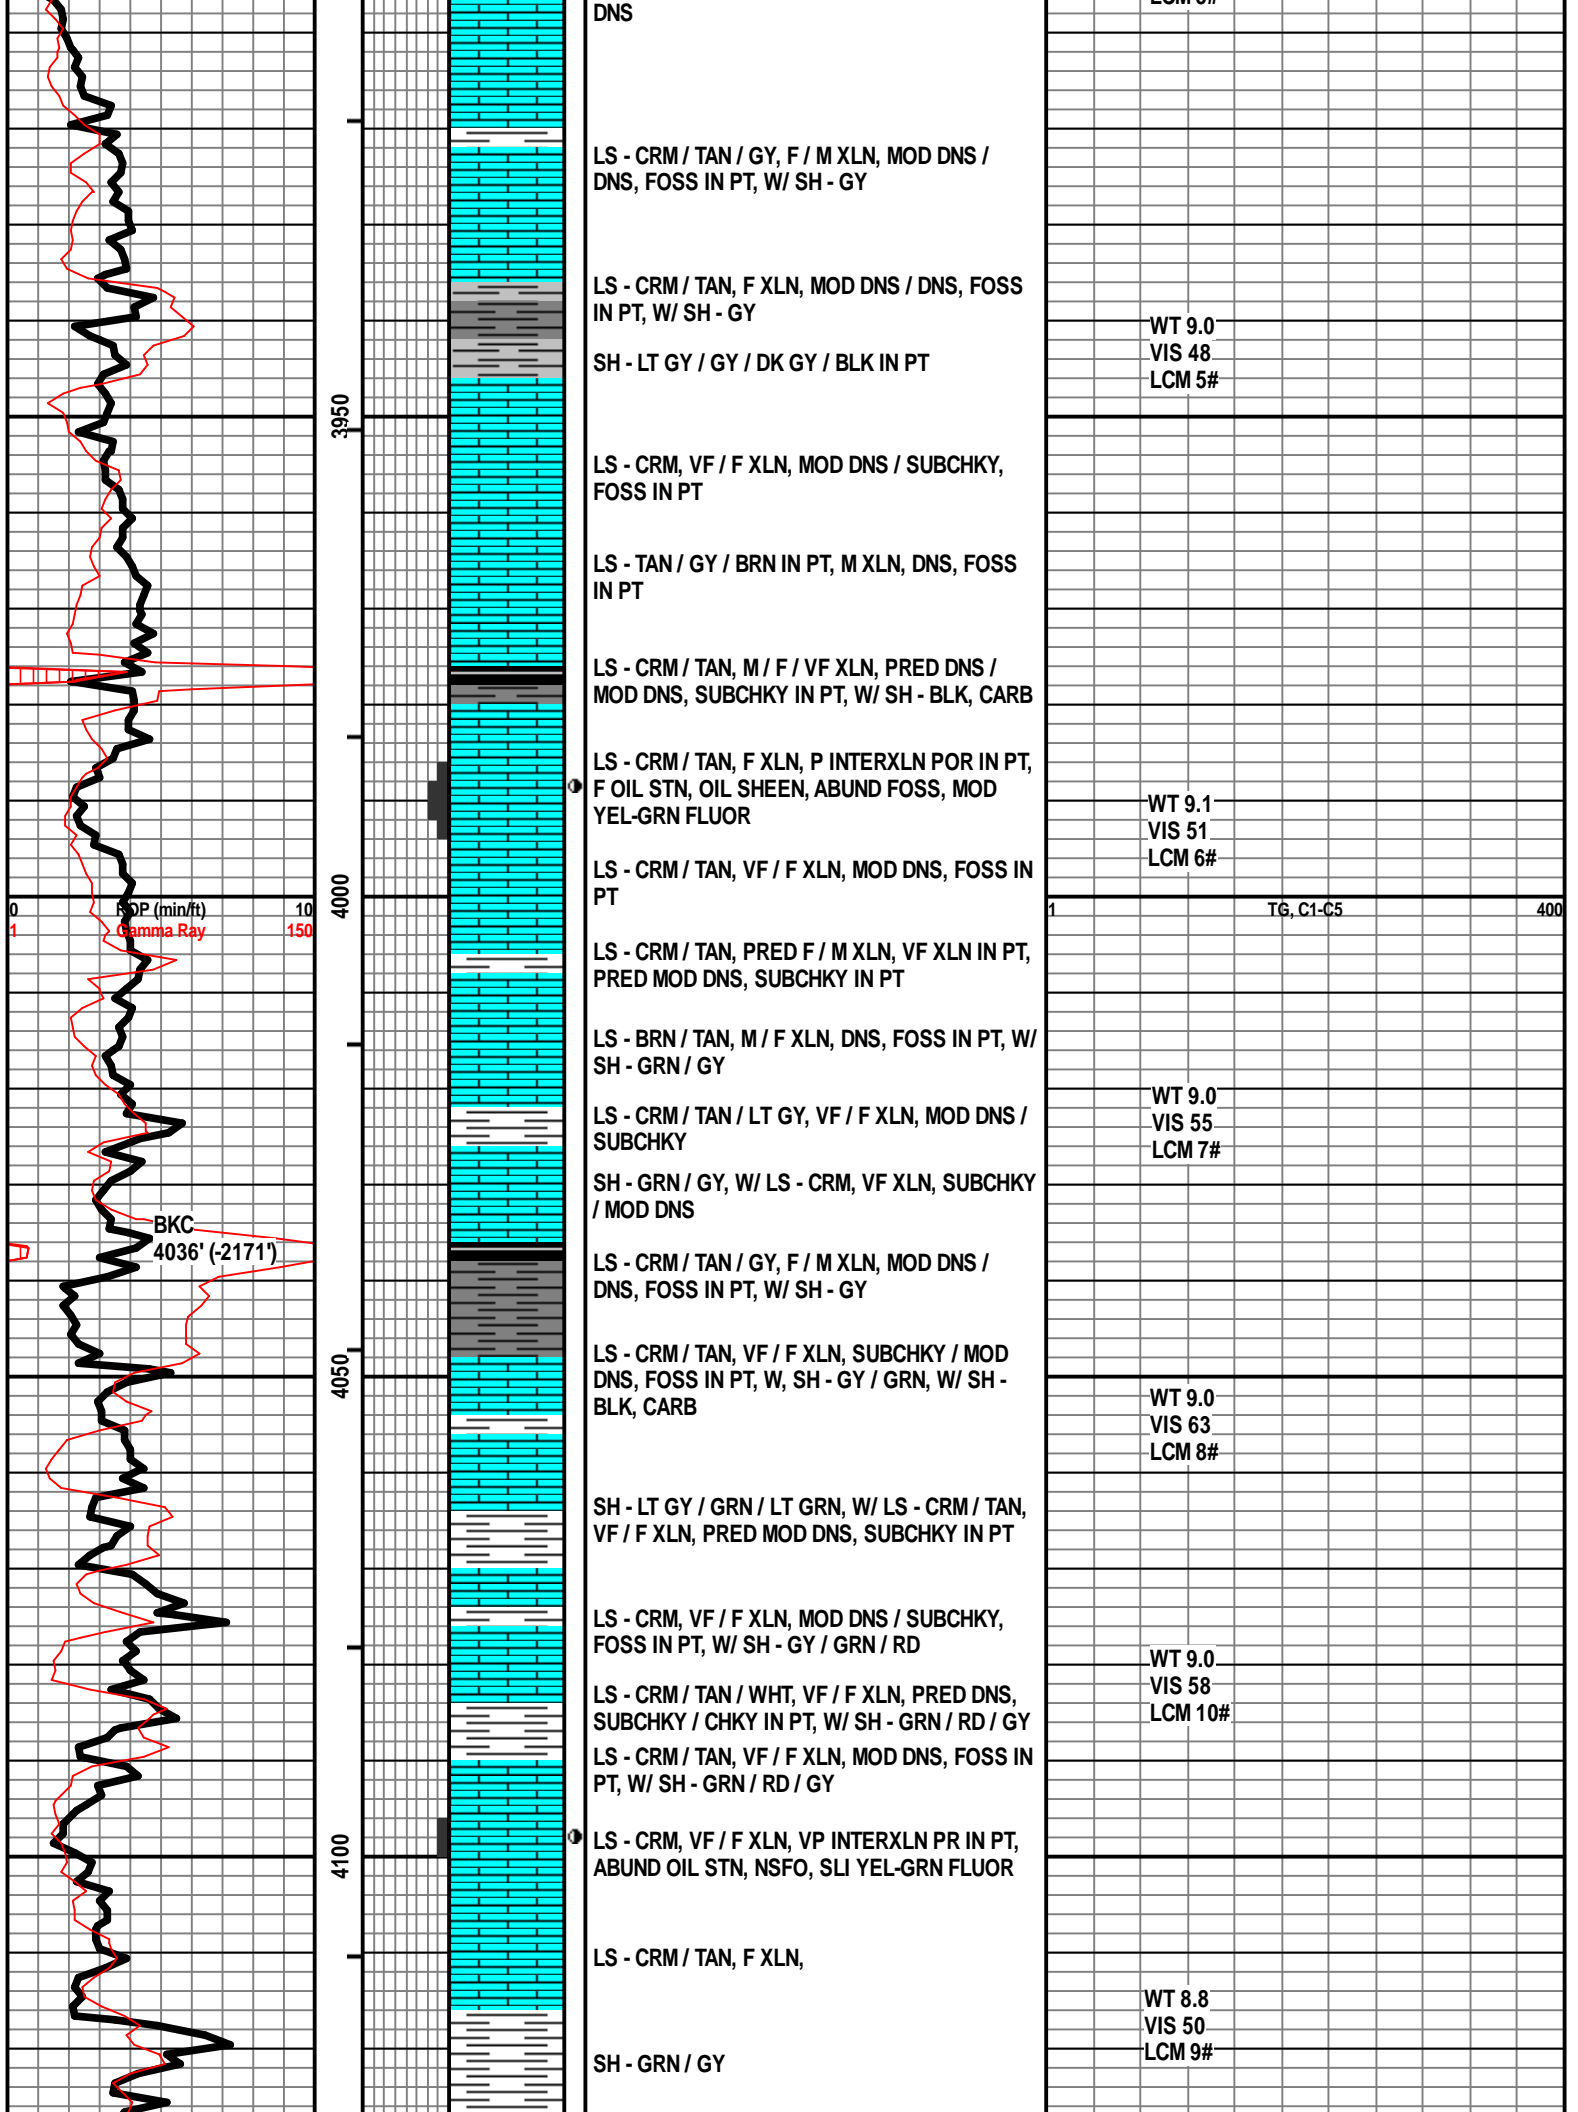 DNS
LS - CRM / TAN / GY, F / M XLN, MOD DNS /
DNS, FOSS IN PT, W/ SH - GY
LS - CRM / TAN, F XLN, MOD DNS / DNS, FOSS
IN PT, W/ SH - GY
WT 9.0
VIS 48
LCM 5#
SH - LT GY / GY / DK GY / BLK IN PT
3950
LS - CRM, VF / F XLN, MOD DNS / SUBCHKY,
FOSS IN PT
LS - TAN / GY / BRN IN PT, M XLN, DNS, FOSS
IN PT
LS - CRM / TAN, M / F / VF XLN, PRED DNS /
MOD DNS, SUBCHKY IN PT, W/ SH - BLK, CARB
LS - CRM / TAN, F XLN, P INTERXLN POR IN PT,
F OIL STN, OIL SHEEN, ABUND FOSS, MOD
YEL-GRN FLUOR
WT 9.1
VIS 51
LCM 6#
LS - CRM / TAN, VF / F XLN, MOD DNS, FOSS IN
PT
4000
0 ROP (min/ft) 10
1 Gamma Ray 150
1 TG, C1-C5 400
LS - CRM / TAN, PRED F / M XLN, VF XLN IN PT,
PRED MOD DNS, SUBCHKY IN PT
LS - BRN / TAN, M / F XLN, DNS, FOSS IN PT, W/
SH - GRN / GY
WT 9.0
VIS 55
LCM 7#
LS - CRM / TAN / LT GY, VF / F XLN, MOD DNS /
SUBCHKY
SH - GRN / GY, W/ LS - CRM, VF XLN, SUBCHKY
/ MOD DNS
BKC
4036' (-2171')
LS - CRM / TAN / GY, F / M XLN, MOD DNS /
DNS, FOSS IN PT, W/ SH - GY
LS - CRM / TAN, VF / F XLN, SUBCHKY / MOD
DNS, FOSS IN PT, W, SH - GY / GRN, W/ SH -
BLK, CARB
4050
WT 9.0
VIS 63
LCM 8#
SH - LT GY / GRN / LT GRN, W/ LS - CRM / TAN,
VF / F XLN, PRED MOD DNS, SUBCHKY IN PT
LS - CRM, VF / F XLN, MOD DNS / SUBCHKY,
FOSS IN PT, W/ SH - GY / GRN / RD
WT 9.0
VIS 58
LCM 10#
LS - CRM / TAN / WHT, VF / F XLN, PRED DNS,
SUBCHKY / CHKY IN PT, W/ SH - GRN / RD / GY
LS - CRM / TAN, VF / F XLN, MOD DNS, FOSS IN
PT, W/ SH - GRN / RD / GY
4100
LS - CRM, VF / F XLN, VP INTERXLN PR IN PT,
ABUND OIL STN, NSFO, SLI YEL-GRN FLUOR
LS - CRM / TAN, F XLN,
WT 8.8
VIS 50
LCM 9#
SH - GRN / GY